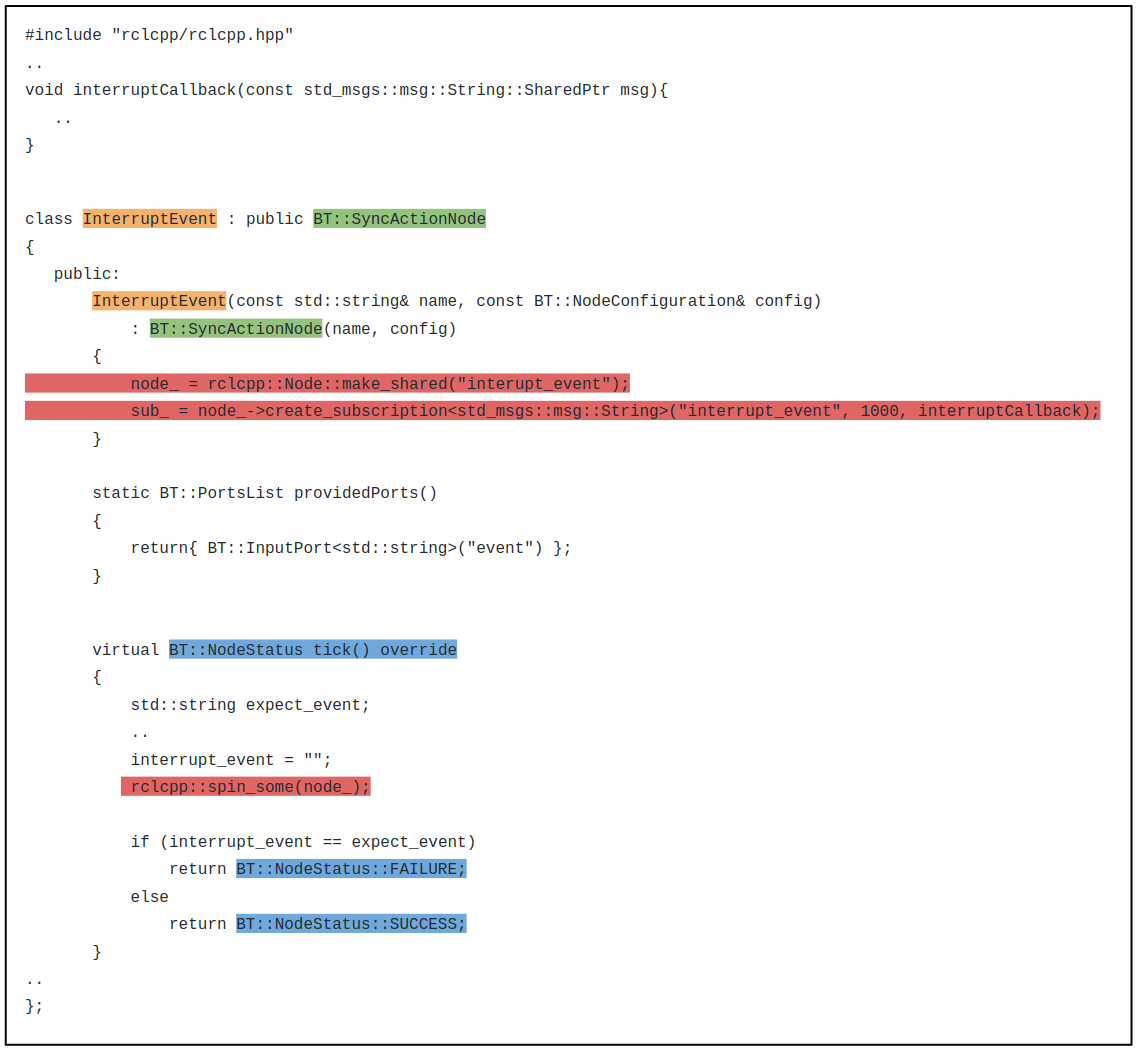 #include "rclcpp/rclcpp.hpp"
..
void interruptCallback(const std_msgs::msg::String::SharedPtr msg){
   ..
}
class InterruptEvent : public BT::SyncActionNode
{
   public:
       InterruptEvent(const std::string& name, const BT::NodeConfiguration& config)
           : BT::SyncActionNode(name, config)
       {
           node_ = rclcpp::Node::make_shared("interupt_event");
           sub_ = node_->create_subscription<std_msgs::msg::String>("interrupt_event", 1000, interruptCallback);
       }
       static BT::PortsList providedPorts()
       {
           return{ BT::InputPort<std::string>("event") };
       }
       virtual BT::NodeStatus tick() override
       {
           std::string expect_event;
           ..
           interrupt_event = "";
           rclcpp::spin_some(node_);
           if (interrupt_event == expect_event)
               return BT::NodeStatus::FAILURE;
           else
               return BT::NodeStatus::SUCCESS;
       }
..
};